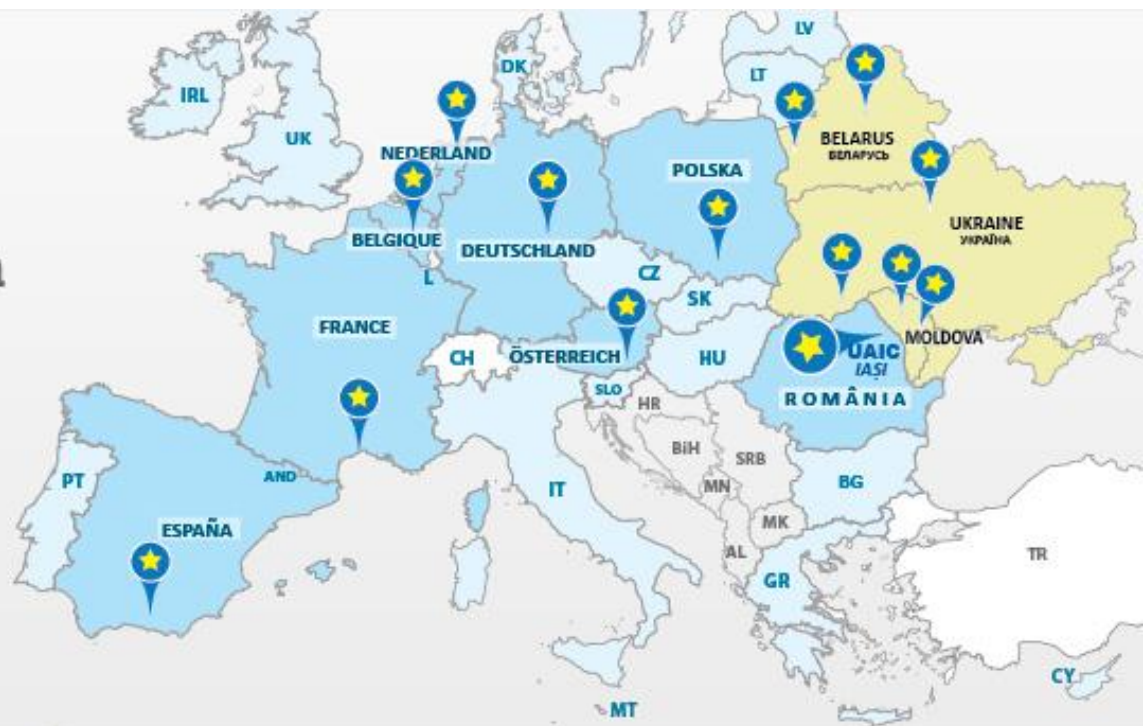 LV
DK
LT
IRL
BELARUS
БЕЛАРУСЬ
UK
NEDERLAND
POLSKA
UKRAINE
УКРАЇНА
BELGIQUE
DEUTSCHLAND
CZ
L
SK
FRANCE
MOLDOVA
CH
ÖSTERREICH
HU
UAIC
IAȘI
SLO
ROMÂNIA
HR
BiH
SRB
PT
AND
IT
MN
BG
ESPAÑA
MK
AL
TR
GR
CY
MT